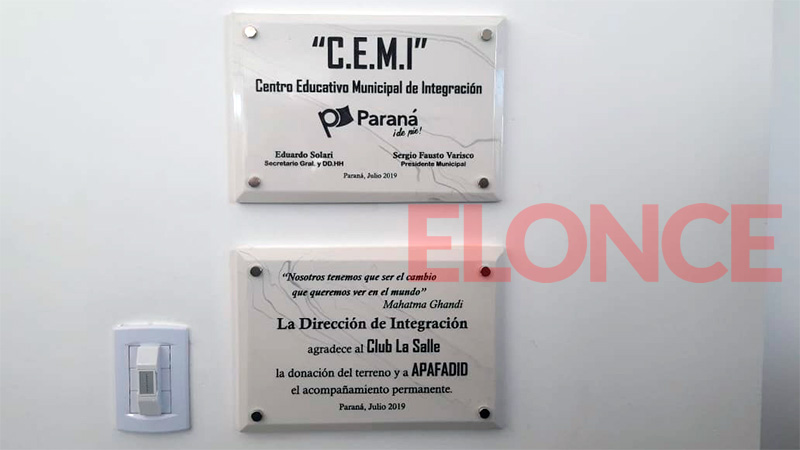 “C.E.M.I”
Centro Educativo Municipal de Integración
Paraná
¡de pie!
Eduardo Solari
Secretario Gral. y DD.HH
Sergio Fausto Varisco
Presidente Municipal
Paraná, Julio 2019
ELONCE
“Nosotros tenemos que ser el cambio
que queremos ver en el mundo”
Mahatma Ghandi
La Dirección de Integración
agradece al Club La Salle
la donación del terreno y a APAFADID
el acompañamiento permanente.
Paraná, Julio 2019